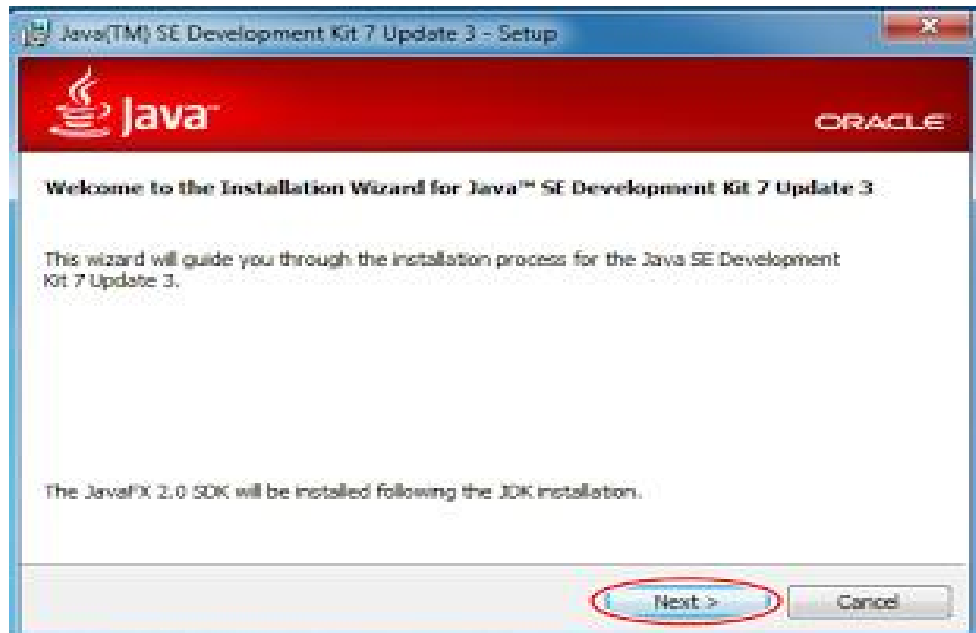 Java(TM) SE Development Kit 7 Update 3 - Setup
Java™
ORACLE
Welcome to the Installation Wizard for Java™ SE Development Kit 7 Update 3
This wizard will guide you through the installation process for the Java SE Development
Kit 7 Update 3.
The JavaFX 2.0 SDK will be installed following the JDK installation.
Next >
Cancel